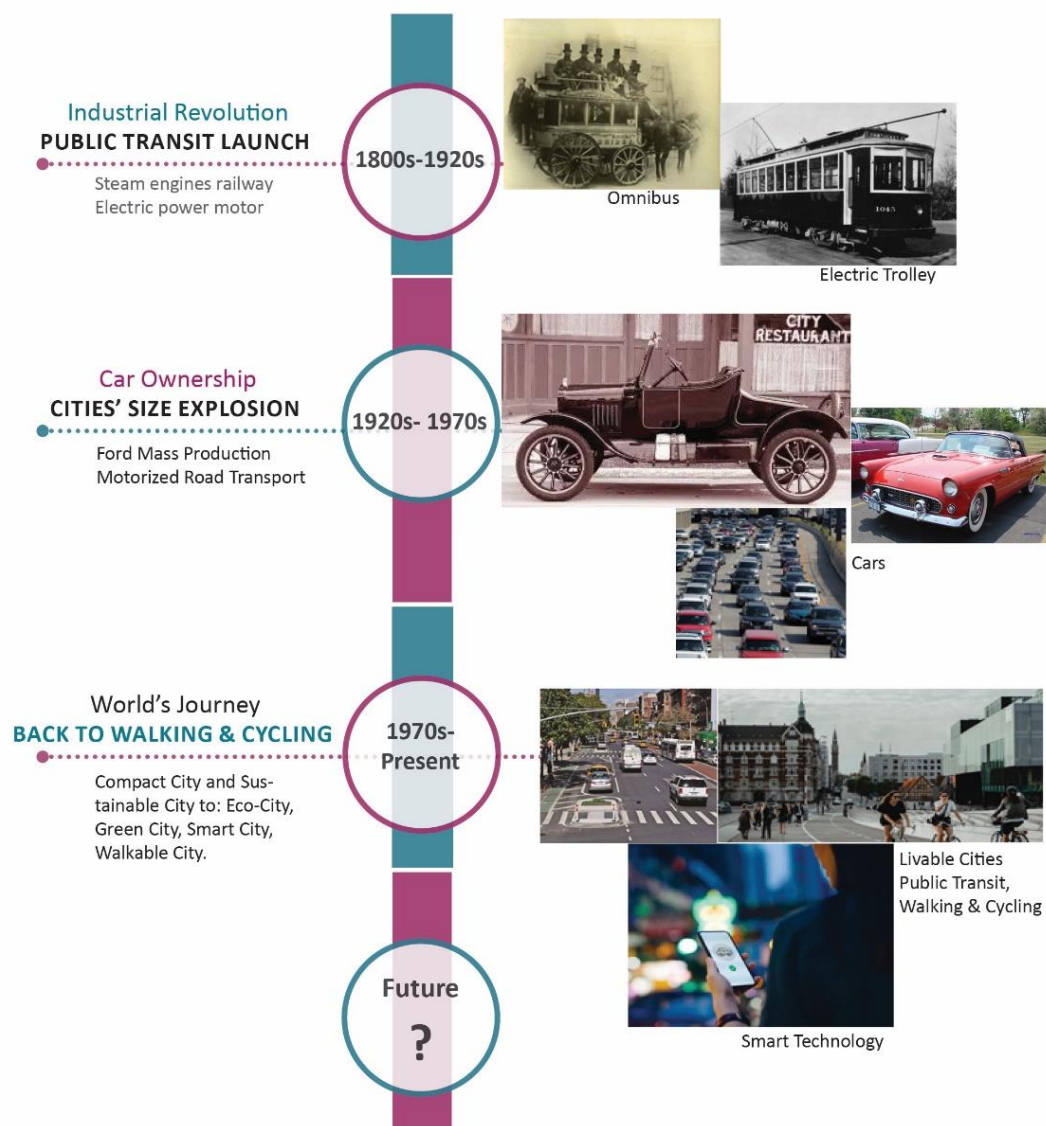 Industrial Revolution
PUBLIC TRANSIT LAUNCH
Steam engines railway
Electric power motor
1800s-1920s
Omnibus
1045
Electric Trolley
Car Ownership
CITIES' SIZE EXPLOSION
Ford Mass Production
Motorized Road Transport
1920s- 1970s
CITY
RESTAURANT
Cars
World's Journey
BACK TO WALKING & CYCLING
Compact City and Sus-
tainable City to: Eco-City,
Green City, Smart City,
Walkable City.
1970s-
Present
Livable Cities
Public Transit,
Walking & Cycling
Smart Technology
Future
?